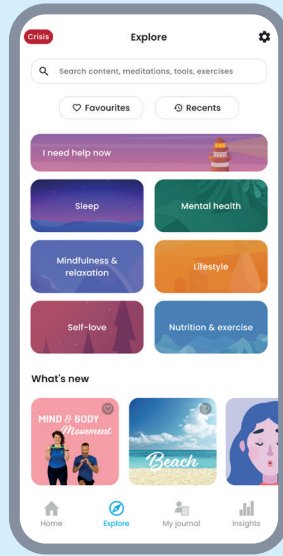 Crisis
Explore
Search content, meditations, tools, exercises
Favourites
Recents
I need help now
Sleep
Mental health
Mindfulness &
relaxation
Lifestyle
Self-love
Nutrition & exercise
What's new
MIND & BODY
Movement
Beach
Home
Explore
My journal
Insights